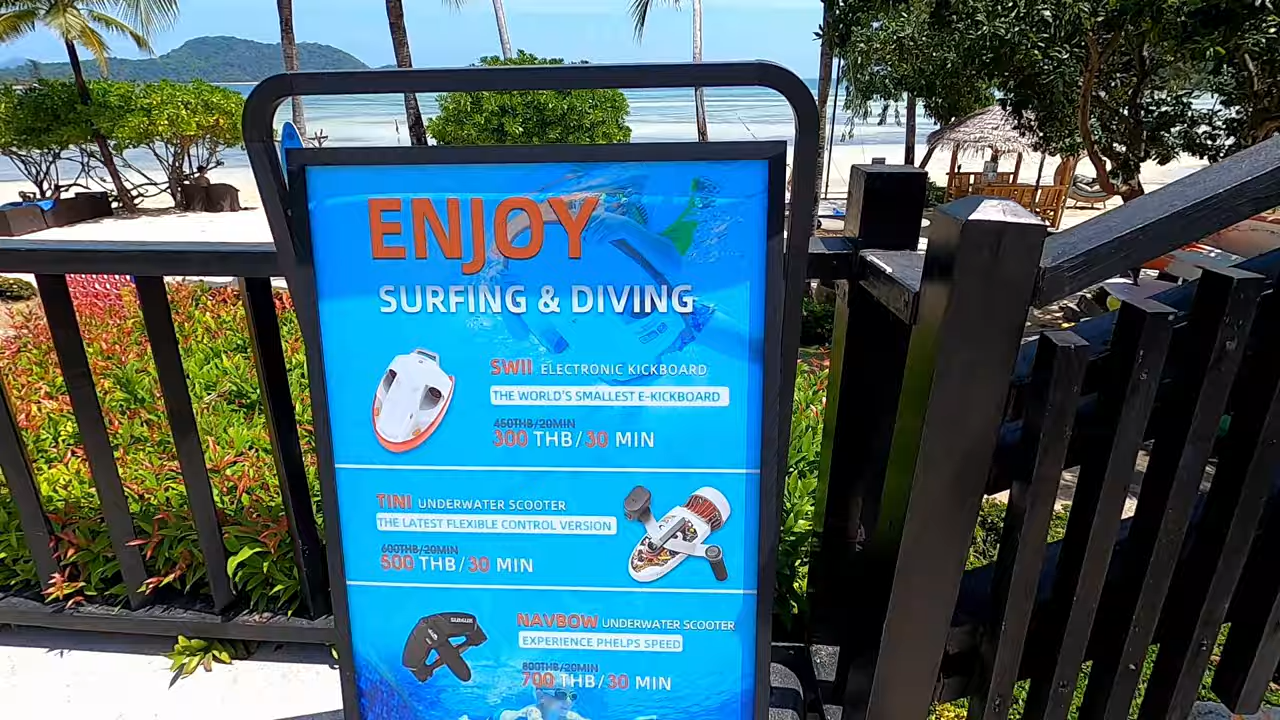 ENJOY
SURFING & DIVING
SWII ELECTRONIC KICKBOARD
THE WORLD'S SMALLEST E-KICKBOARD
450THB/20MIN
300 THB/30 MIN
TINI UNDERWATER SCOOTER
THE LATEST FLEXIBLE CONTROL VERSION
600THB/20MIN
500 THB/30 MIN
NAVBOW UNDERWATER SCOOTER
EXPERIENCE PHELPS SPEED
800THB/20MIN
700 THB/30 MIN